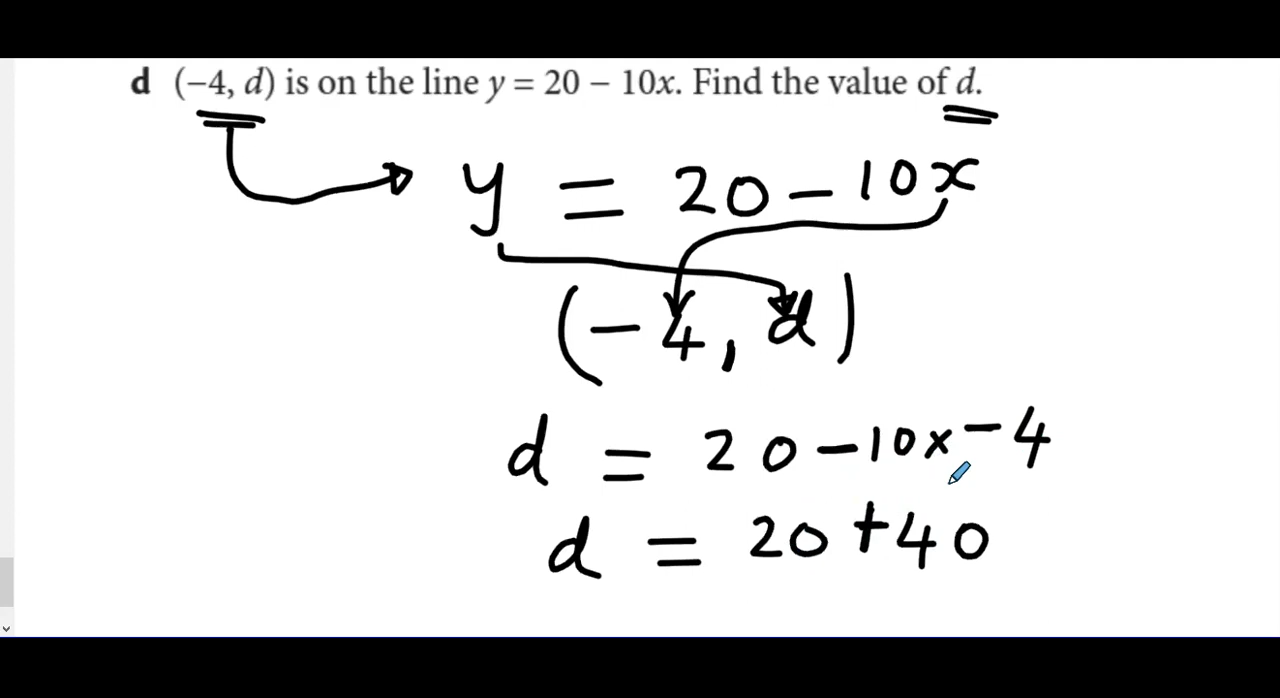 d (−4, d) is on the line y = 20 − 10x. Find the value of d.
y = 20 − 10x
(−4, d)
d = 20 − 10x − 4
d = 20 + 40